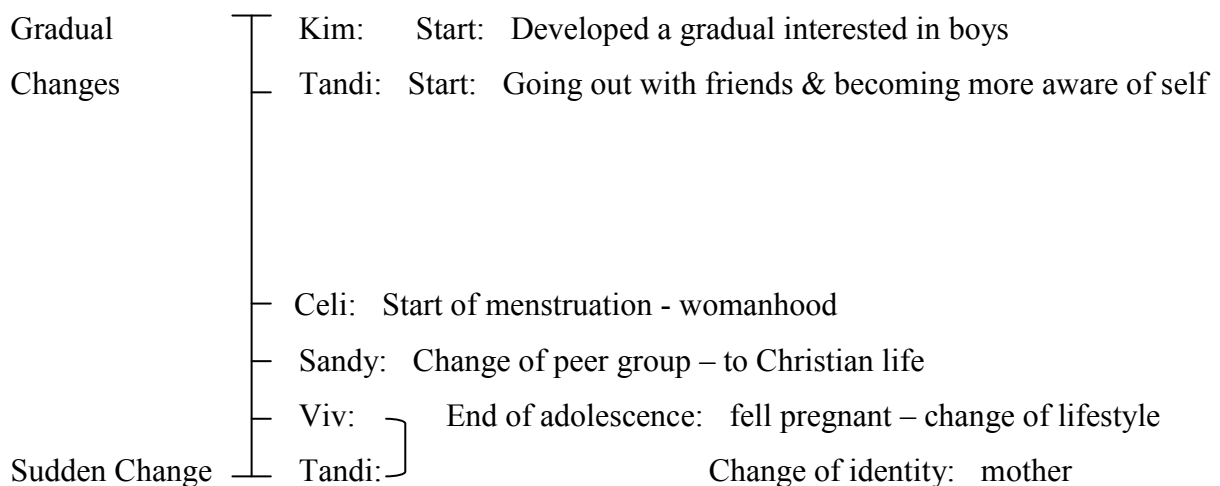 Gradual Kim: Start: Developed a gradual interested in boys
Changes Tandi: Start: Going out with friends & becoming more aware of self
Celi: Start of menstruation - womanhood
Sandy: Change of peer group – to Christian life
Viv: End of adolescence: fell pregnant – change of lifestyle
Sudden Change Tandi: Change of identity: mother